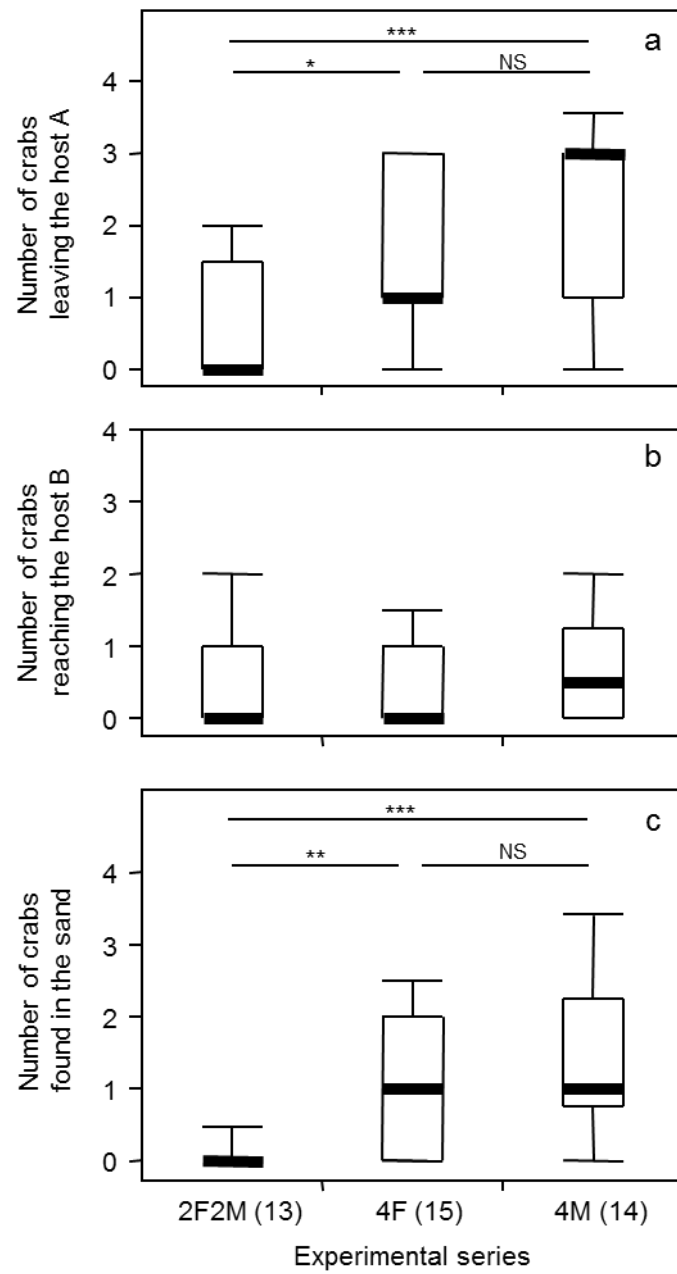 a
***
*
NS
4
3
2
1
0
Number of crabs
leaving the host A
b
4
3
2
1
0
Number of crabs
reaching the host B
c
***
**
NS
4
3
2
1
0
Number of crabs
found in the sand
2F2M (13)
4F (15)
4M (14)
Experimental series